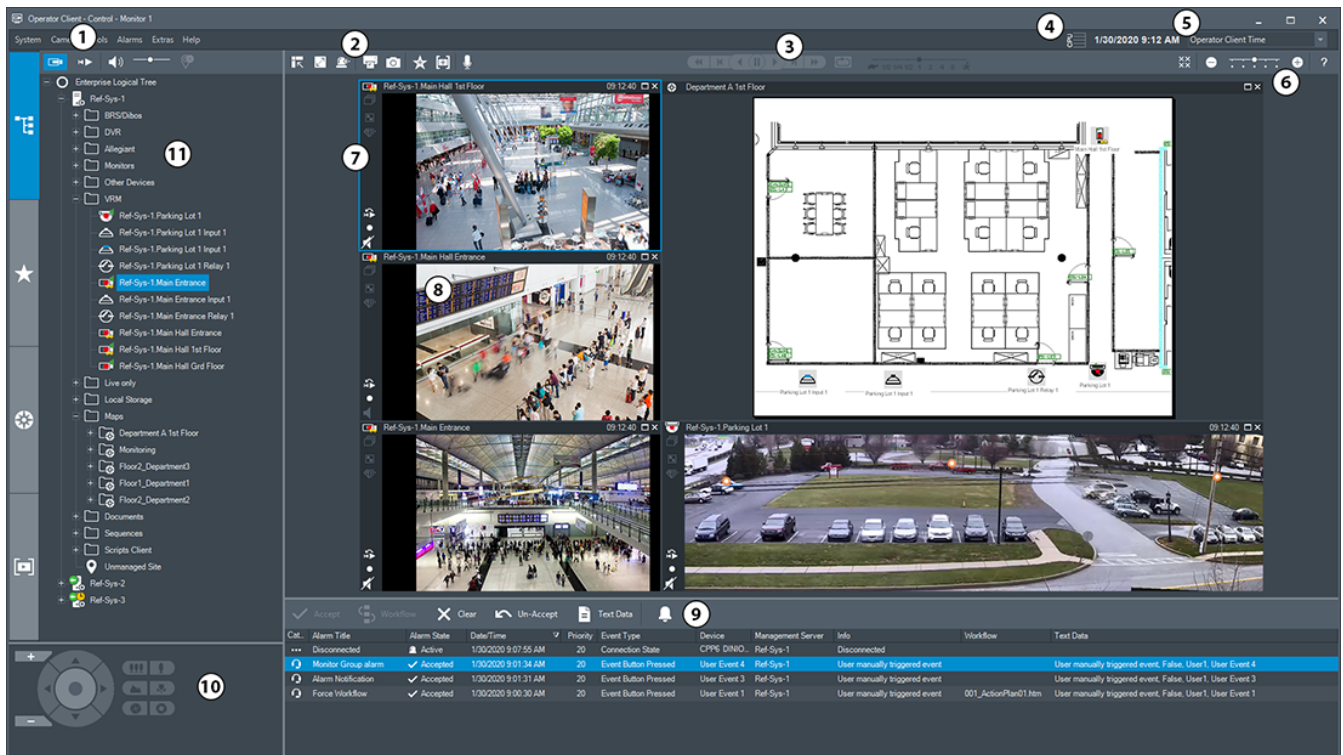 Operator Client - Control - Monitor 1
System Tools Alarms Extras Help
1
2
3
4
1/30/2020 9:12 AM
5
Operator Client Time
6
Enterprise Logical Tree
Ref-Sys-1
BRS/Dibos
DVR
Allegiant
11
Monitors
Other Devices
VRM
Ref-Sys-1.Parking Lot 1
Ref-Sys-1.Parking Lot 1 Input 1
Ref-Sys-1.Parking Lot 1 Input 1
Ref-Sys-1.Parking Lot 1 Relay 1
Ref-Sys-1.Main Entrance
Ref-Sys-1.Main Entrance Input 1
Ref-Sys-1.Main Entrance Relay 1
Ref-Sys-1.Main Hall Entrance
Ref-Sys-1.Main Hall 1st Floor
Ref-Sys-1.Main Hall Grd Floor
Live only
Local Storage
Maps
Department A 1st Floor
Monitoring
Floor2_Department3
Floor1_Department1
Floor2_Department2
Documents
Sequences
Scripts Client
Unmanaged Site
Ref-Sys-2
Ref-Sys-3
10
Ref-Sys-1.Main Hall 1st Floor 09:12:40
7
Ref-Sys-1.Main Hall Entrance 09:12:40
8
Ref-Sys-1.Main Entrance 09:12:40
Department A 1st Floor
Main Hall 1st Floor
Parking Lot 1 Input
Parking Lot 1 Input 1
Parking Lot 1 Relay 1
Parking Lot 1
Ref-Sys-1.Parking Lot 1 09:12:40
Accept Workflow Clear Un-Accept Text Data 9
Cat.. Alarm Title Alarm State Date/Time Priority Event Type Device Management Server Info Workflow Text Data
Disconnected Active 1/30/2020 9:07:55 AM 20 Connection State CPP6 DINIO... Ref-Sys-1 Disconnected
Monitor Group alarm Accepted 1/30/2020 9:01:34 AM 20 Event Button Pressed User Event 4 Ref-Sys-1 User manually triggered event User manually triggered event, False, User1, User Event 4
Alarm Notification Accepted 1/30/2020 9:01:31 AM 20 Event Button Pressed User Event 3 Ref-Sys-1 User manually triggered event User manually triggered event, False, User1, User Event 3
Force Workflow Accepted 1/30/2020 9:00:30 AM 20 Event Button Pressed User Event 1 Ref-Sys-1 User manually triggered event 001_ActionPlan01.htm User manually triggered event, False, User1, User Event 1